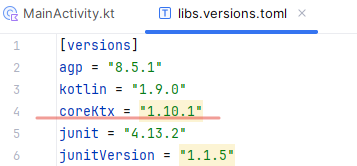 MainActivity.kt
libs.versions.toml
1 [versions]
2 agp = "8.5.1"
3 kotlin = "1.9.0"
4 coreKtx = "1.10.1"
5 junit = "4.13.2"
6 junitVersion = "1.1.5"